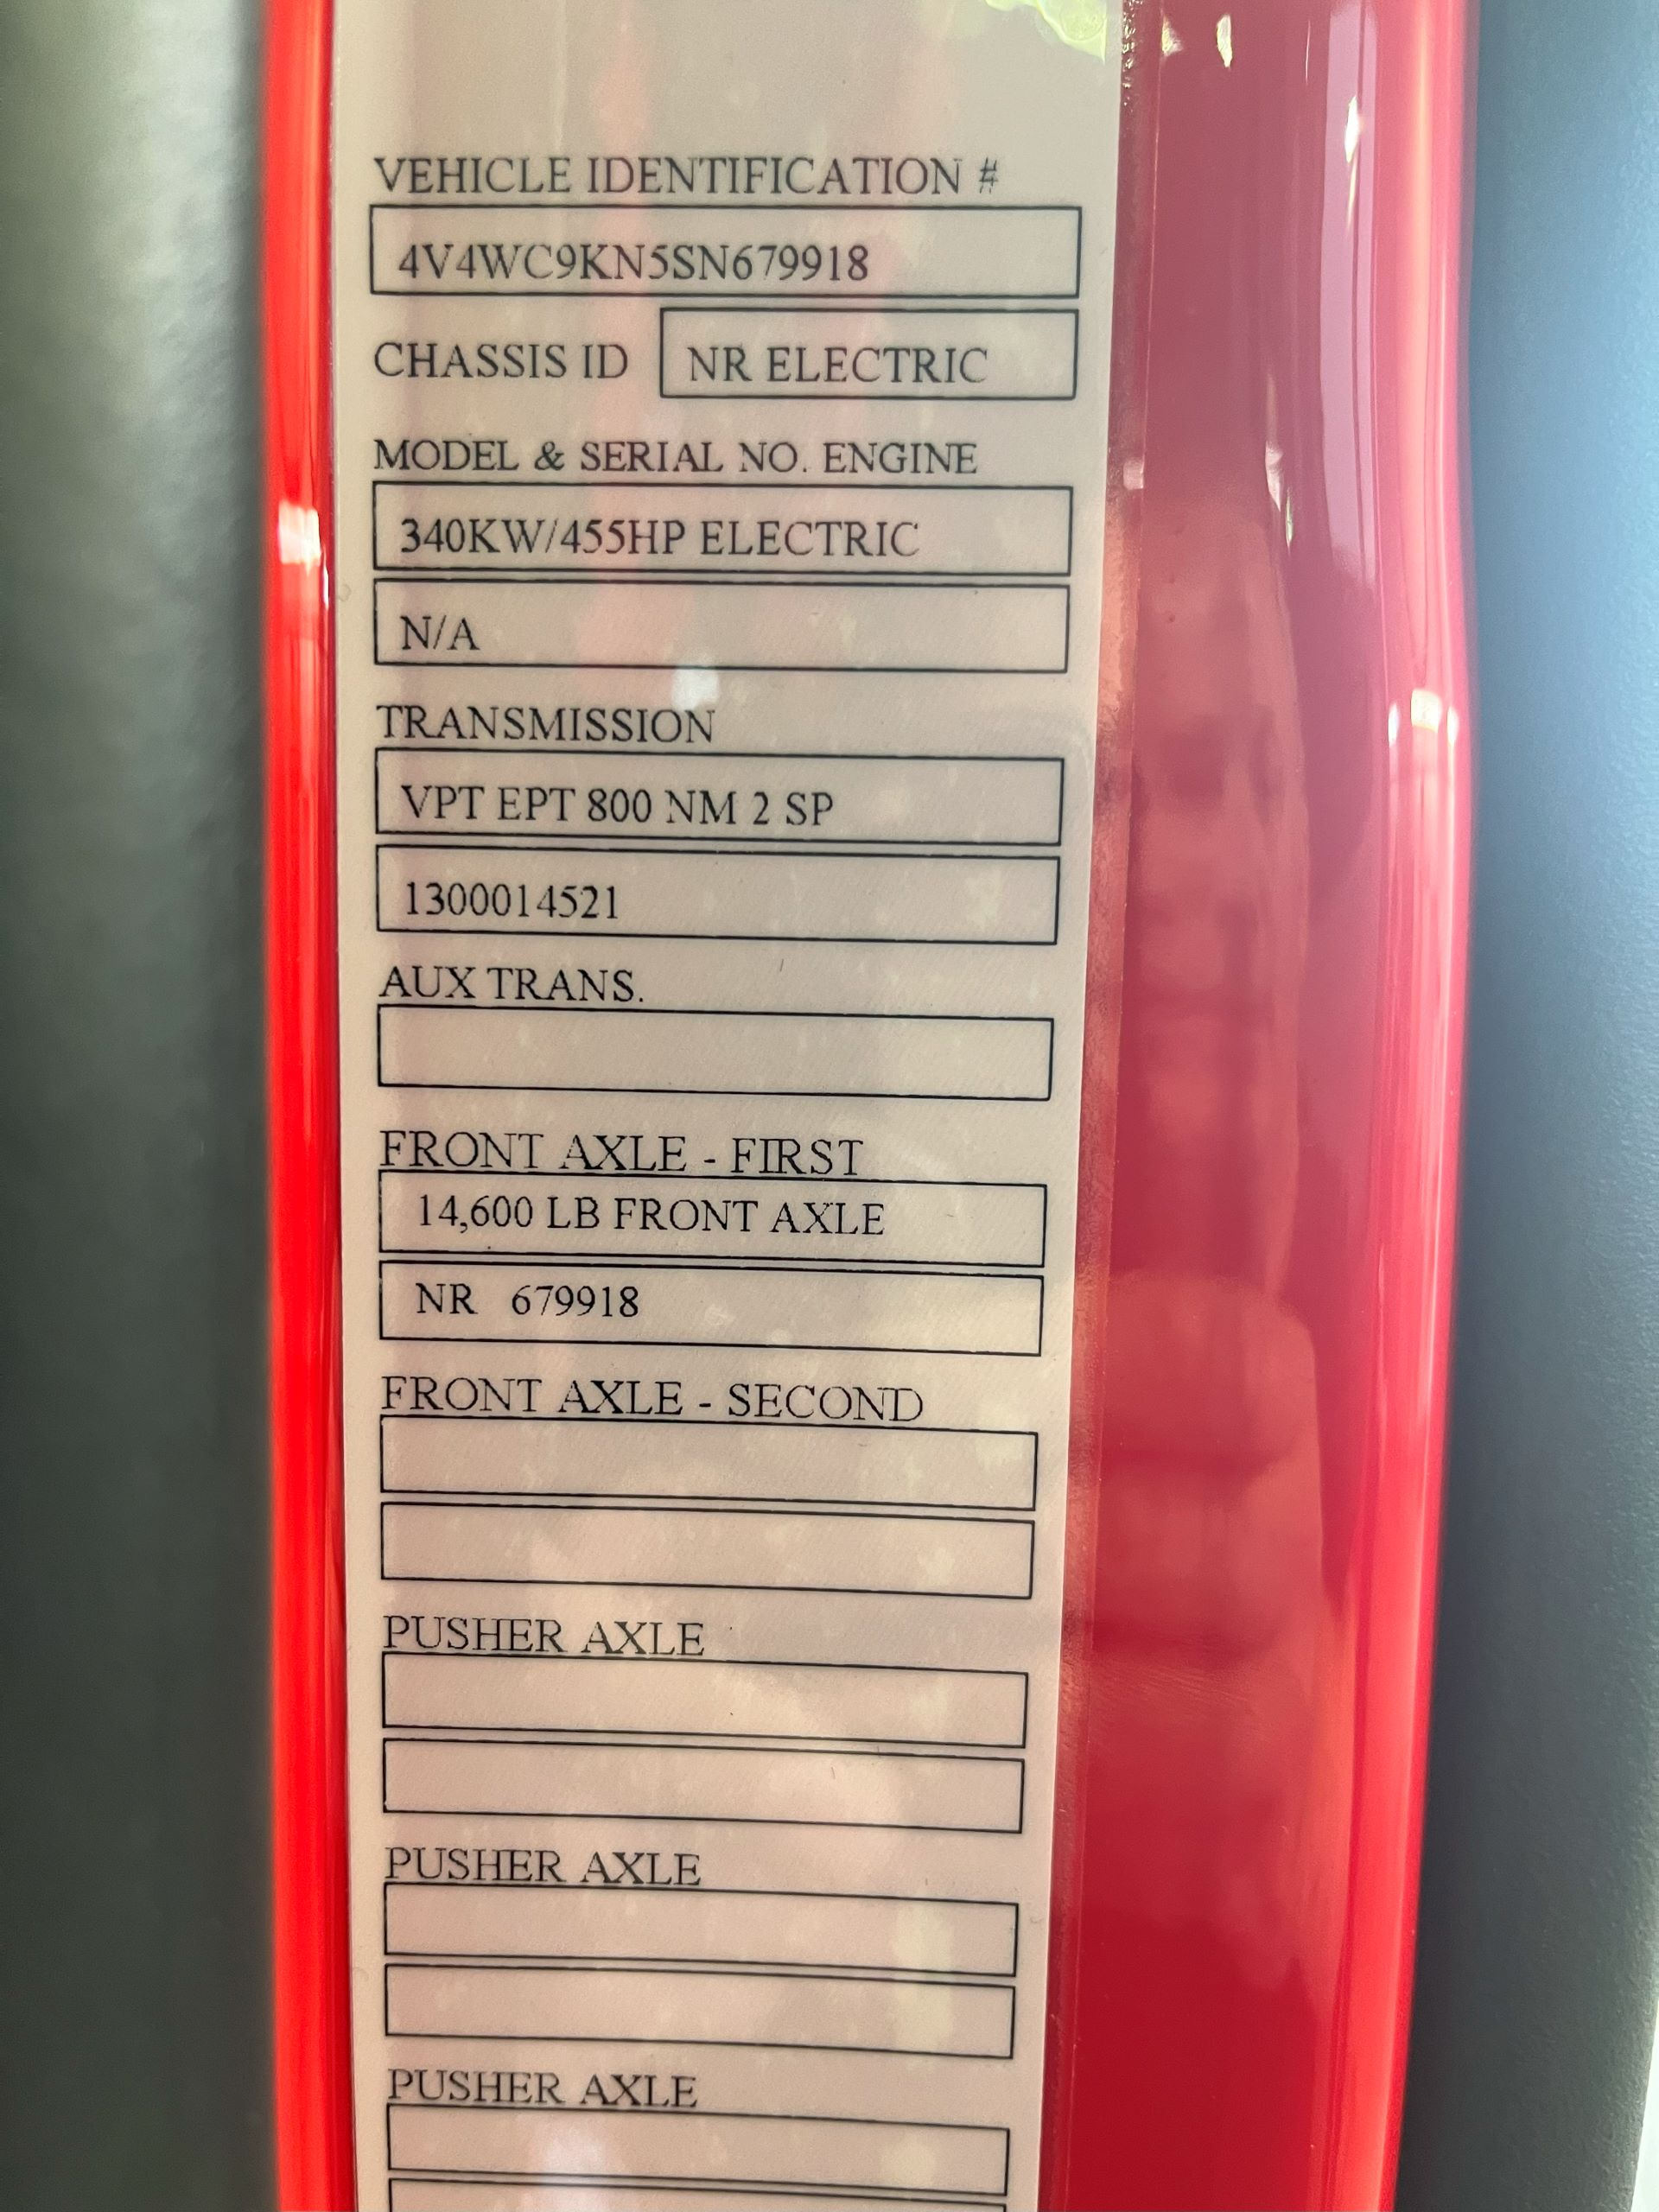 VEHICLE IDENTIFICATION #
4V4WC9KN5SN679918
CHASSIS ID NR ELECTRIC
MODEL & SERIAL NO. ENGINE
340KW/455HP ELECTRIC
N/A
TRANSMISSION
VPT EPT 800 NM 2 SP
1300014521
AUX TRANS.
FRONT AXLE - FIRST
14,600 LB FRONT AXLE
NR 679918
FRONT AXLE - SECOND
PUSHER AXLE
PUSHER AXLE
PUSHER AXLE